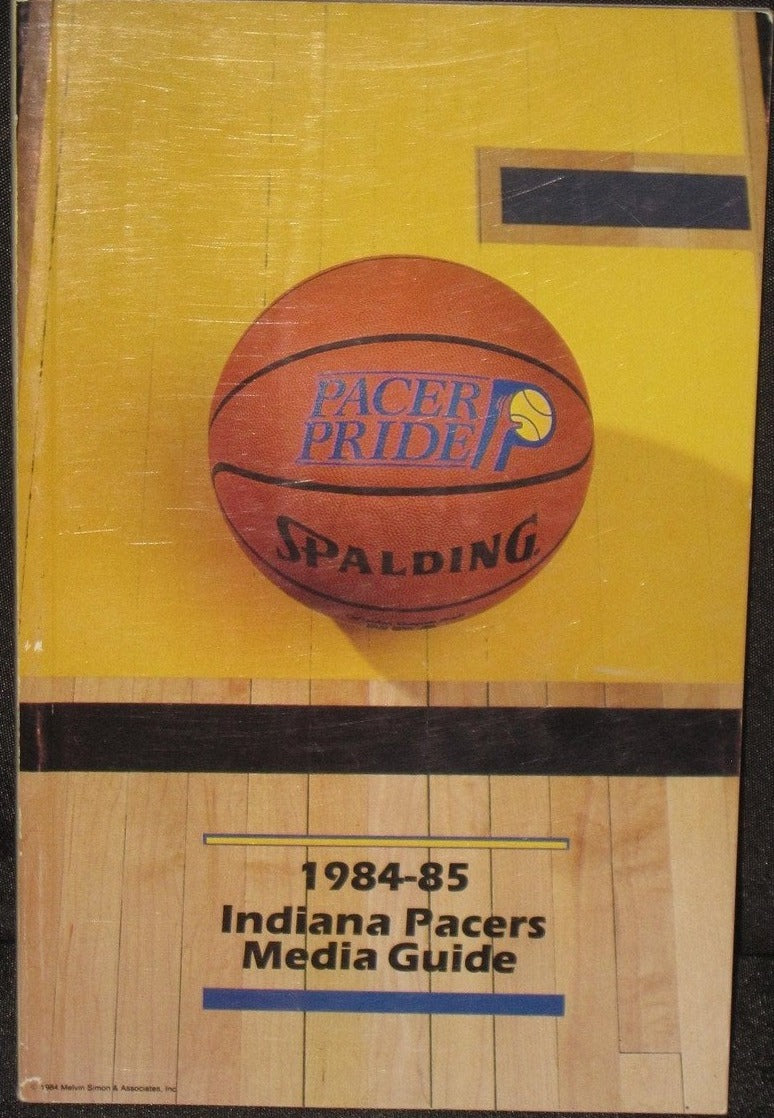 PACER
PRIDE
SPALDING
1984-85
Indiana Pacers
Media Guide
© 1984 Melvin Simon & Associates, Inc.